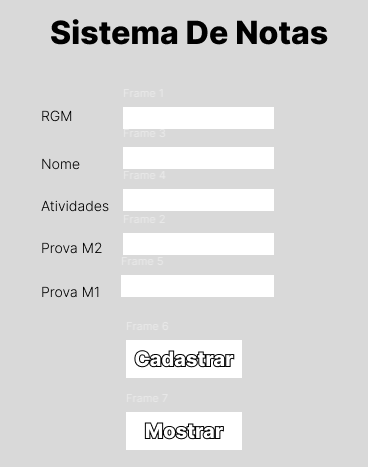 Sistema De Notas
Frame 1
RGM
Frame 3
Nome
Frame 4
Atividades
Frame 2
Prova M2
Frame 5
Prova M1
Frame 6
Cadastrar
Frame 7
Mostrar